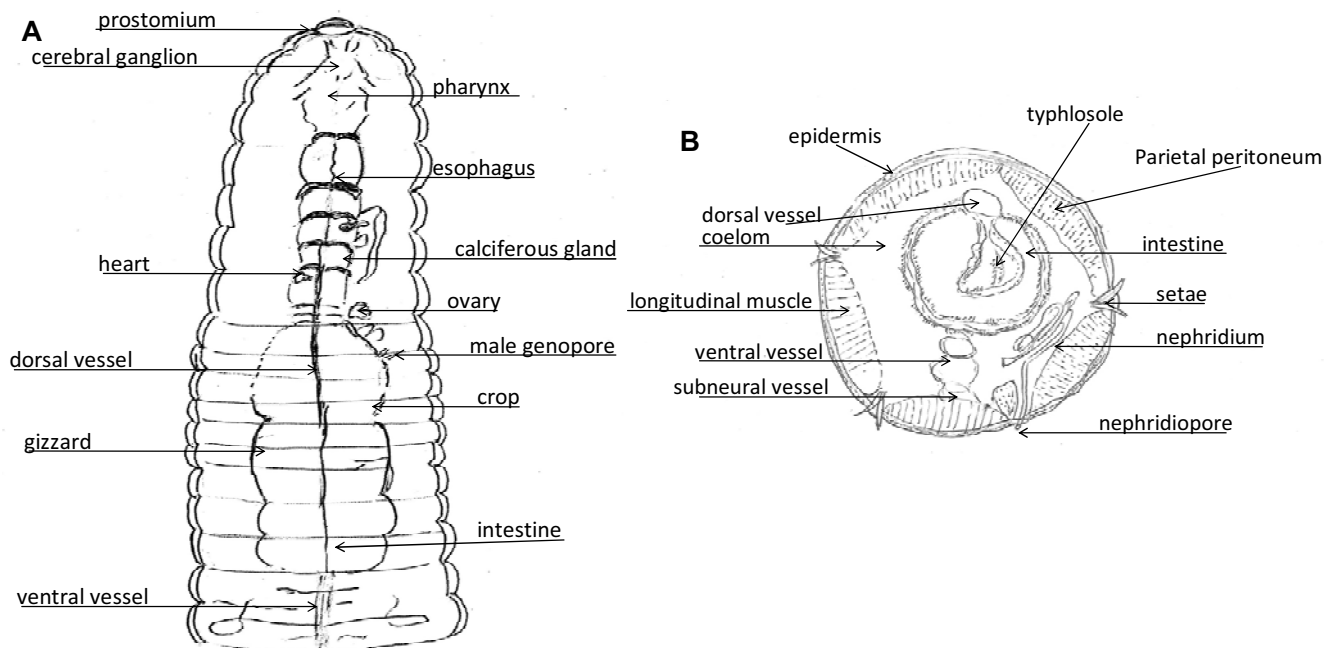 A
prostomium
cerebral ganglion
pharynx
esophagus
calciferous gland
heart
ovary
male genopore
dorsal vessel
crop
gizzard
intestine
ventral vessel
B
typhlosole
epidermis
Parietal peritoneum
dorsal vessel
coelom
intestine
longitudinal muscle
setae
nephridium
ventral vessel
subneural vessel
nephridiopore